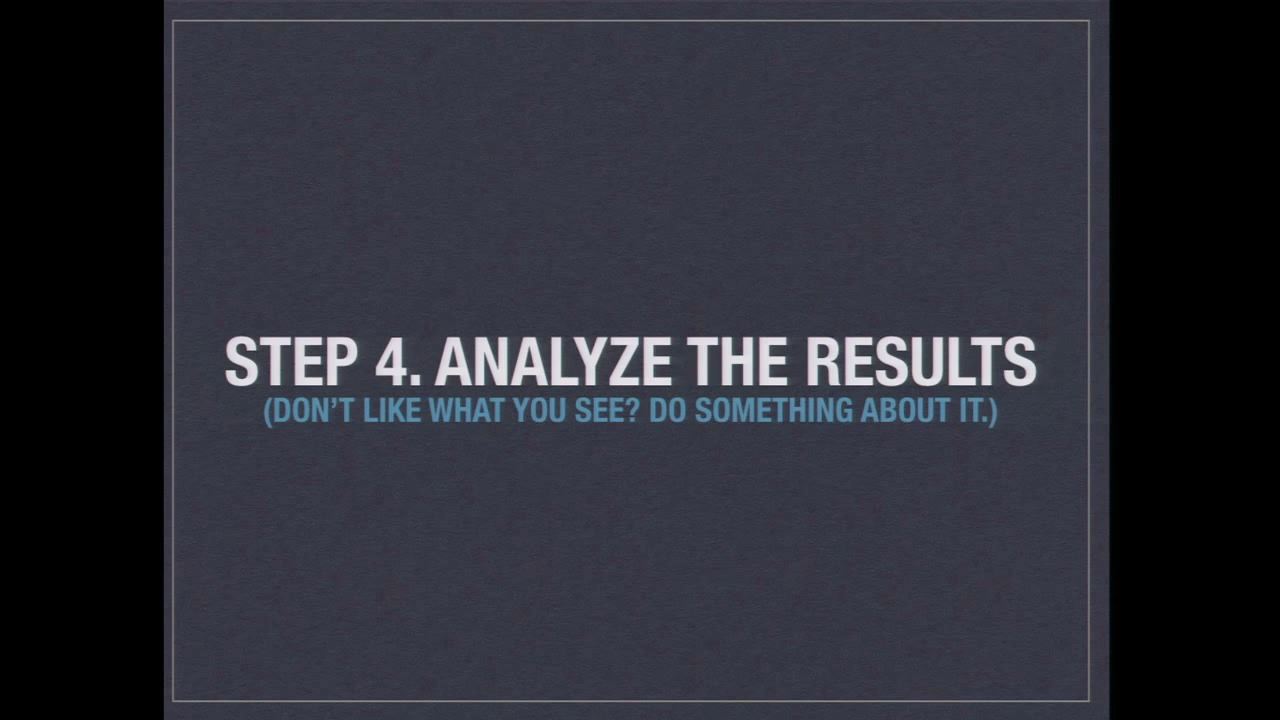 STEP 4. ANALYZE THE RESULTS
(DON'T LIKE WHAT YOU SEE? DO SOMETHING ABOUT IT.)